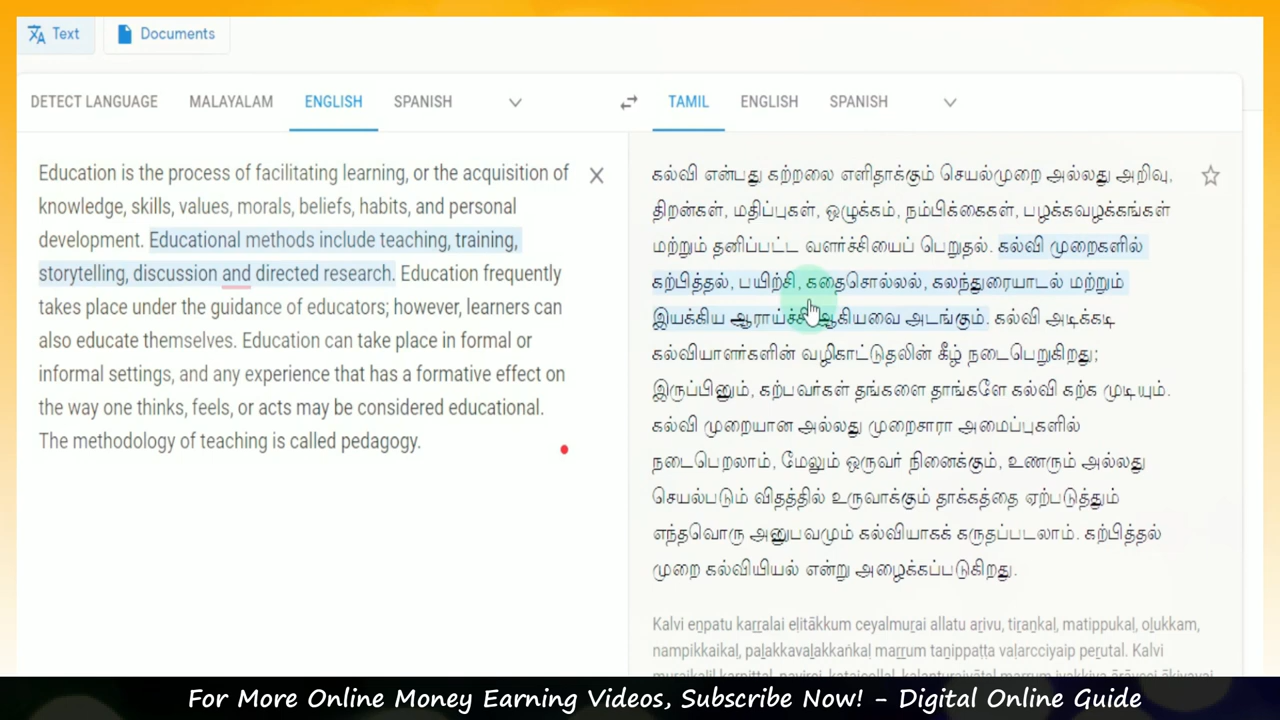 Text Documents
DETECT LANGUAGE MALAYALAM ENGLISH SPANISH TAMIL ENGLISH SPANISH
Education is the process of facilitating learning, or the acquisition of
knowledge, skills, values, morals, beliefs, habits, and personal
development. Educational methods include teaching, training,
storytelling, discussion and directed research. Education frequently
takes place under the guidance of educators; however, learners can
also educate themselves. Education can take place in formal or
informal settings, and any experience that has a formative effect on
the way one thinks, feels, or acts may be considered educational.
The methodology of teaching is called pedagogy.
கல்வி என்பது கற்றலை எளிதாக்கும் செயல்முறை அல்லது அறிவு,
திறன்கள், மதிப்புகள், ஒழுக்கம், நம்பிக்கைகள், பழக்கவழக்கங்கள்
மற்றும் தனிப்பட்ட வளர்ச்சியைப் பெறுதல். கல்வி முறைகளில்
கற்பித்தல், பயிற்சி, கதைசொல்லல், கலந்துரையாடல் மற்றும்
இயக்கிய ஆராய்ச்சி ஆகியவை அடங்கும். கல்வி அடிக்கடி
கல்வியாளர்களின் வழிகாட்டுதலின் கீழ் நடைபெறுகிறது;
இருப்பினும், கற்பவர்கள் தங்களை தாங்களே கல்வி கற்க முடியும்.
கல்வி முறையான அல்லது முறைசாரா அமைப்புகளில்
நடைபெறலாம், மேலும் ஒருவர் நினைக்கும், உணரும் அல்லது
செயல்படும் விதத்தில் உருவாக்கும் தாக்கத்தை ஏற்படுத்தும்
எந்தவொரு அனுபவமும் கல்வியாகக் கருதப்படலாம். கற்பித்தல்
முறை கல்வியியல் என்று அழைக்கப்படுகிறது.
Kalvi eṉpatu kaṟṟalai eḷitākkum ceyalmuṟai allatu aṟivu, tiṟaṉkaḷ, matippukaḷ, oḻukkam,
nampikkaikaḷ, paḻakkavaḻakkaṅkaḷ maṟṟum taṉippaṭṭa vaḷarcciyaip peṟutal. Kalvi
For More Online Money Earning Videos, Subscribe Now! - Digital Online Guide